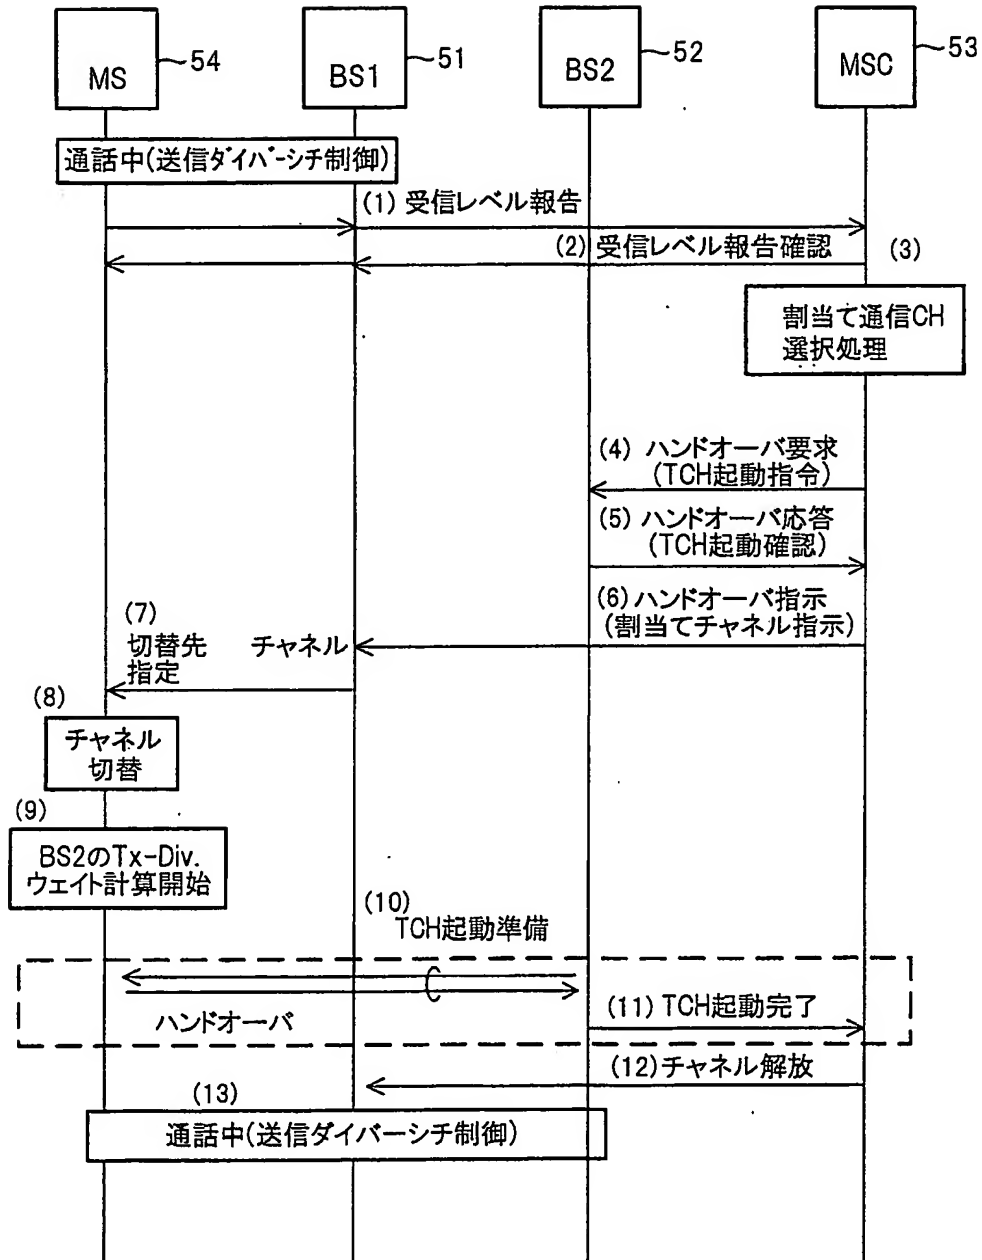 MS
54
BS1
51
BS2
52
MSC
53
通話中(送信ダイバーシチ制御)
(1) 受信レベル報告
(2) 受信レベル報告確認
(3)
割当て通信CH
選択処理
(4) ハンドオーバ要求
(TCH起動指令)
(5) ハンドオーバ応答
(TCH起動確認)
(6) ハンドオーバ指示
(割当てチャネル指示)
(7)
切替先 チャネル
指定
(8)
チャネル
切替
(9)
BS2のTx-Div.
ウェイト計算開始
(10)
TCH起動準備
ハンドオーバ
(11) TCH起動完了
(12)チャネル解放
(13)
通話中(送信ダイバーシチ制御)